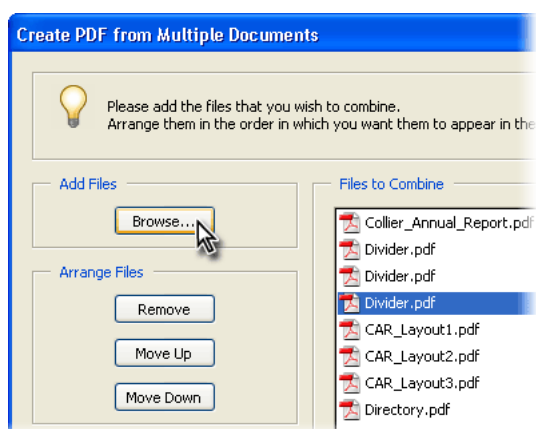 Create PDF from Multiple Documents
Please add the files that you wish to combine.
Arrange them in the order in which you want them to appear in the
Add Files
Browse...
Arrange Files
Remove
Move Up
Move Down
Files to Combine
Collier_Annual_Report.pdf
Divider.pdf
Divider.pdf
Divider.pdf
CAR_Layout1.pdf
CAR_Layout2.pdf
CAR_Layout3.pdf
Directory.pdf